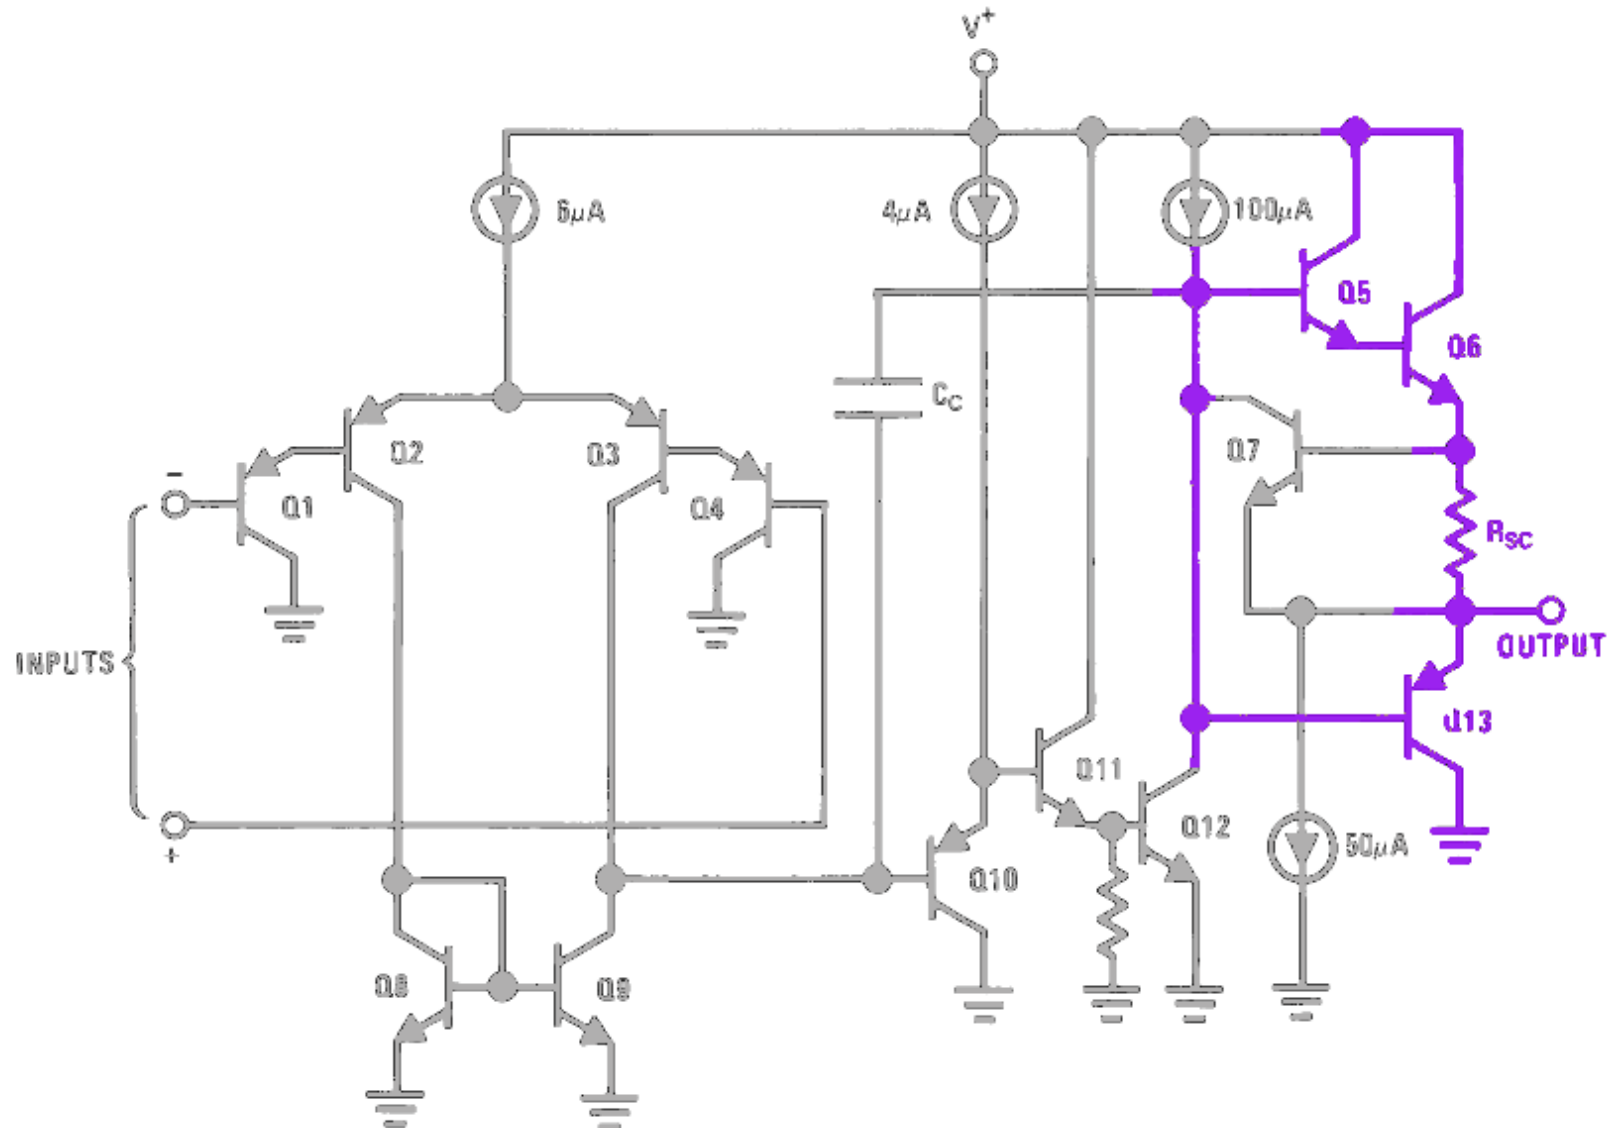 V+
6µA
4µA
100µA
Q5
Q6
CC
Q2
Q3
Q7
–
Q1
Q4
RSC
INPUTS
OUTPUT
Q13
Q11
+
Q12
50µA
Q10
Q8
Q9